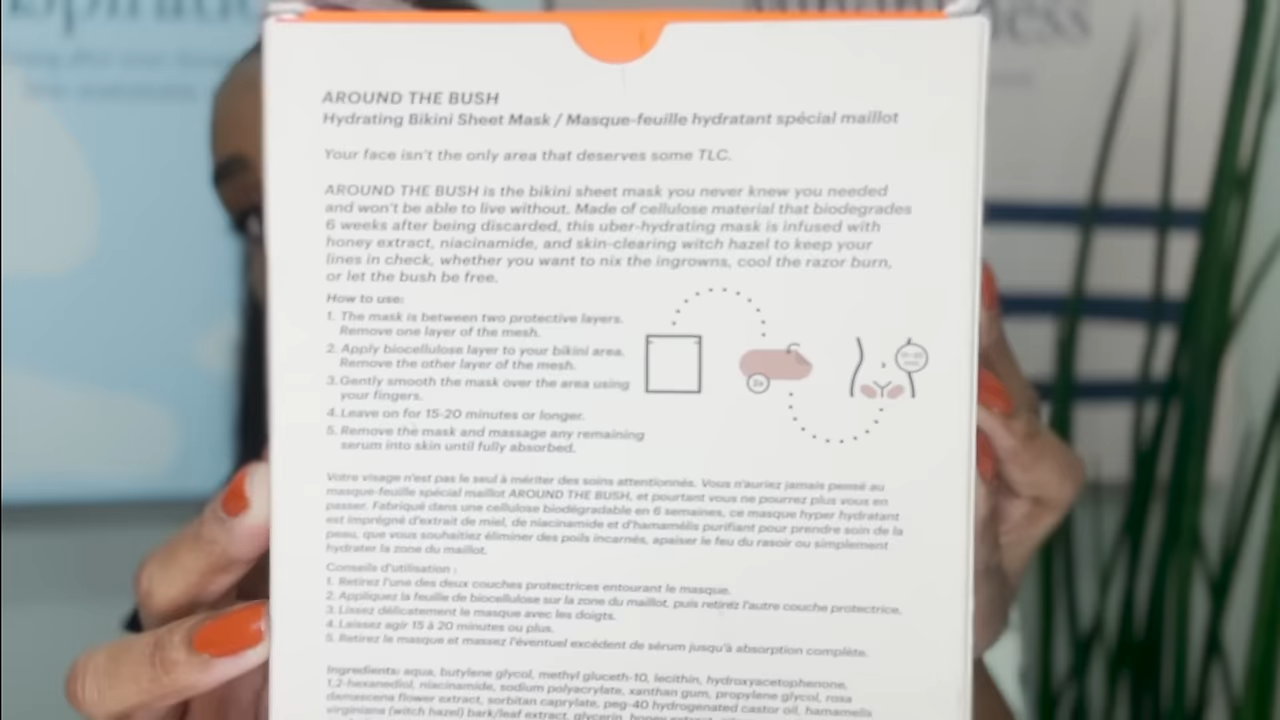 AROUND THE BUSH
Hydrating Bikini Sheet Mask / Masque-feuille hydratant spécial maillot
Your face isn't the only area that deserves some TLC.
AROUND THE BUSH is the bikini sheet mask you never knew you needed
and won't be able to live without. Made of cellulose material that biodegrades
6 weeks after being discarded, this uber-hydrating mask is infused with
honey extract, niacinamide, and skin-clearing witch hazel to keep your
lines in check, whether you want to nix the ingrowns, cool the razor burn,
or let the bush be free.
How to use:
1. The mask is between two protective layers.
Remove one layer of the mesh.
2. Apply biocellulose layer to your bikini area.
Remove the other layer of the mesh.
3. Gently smooth the mask over the area using
your fingers.
4. Leave on for 15-20 minutes or longer.
5. Remove the mask and massage any remaining
serum into skin until fully absorbed.
Votre visage n'est pas le seul à mériter des soins attentionnés. Vous n'auriez jamais pensé au
masque-feuille spécial maillot AROUND THE BUSH, et pourtant vous ne pourrez plus vous en
passer. Fabriqué dans une cellulose biodégradable en 6 semaines, ce masque hyper hydratant
est imprégné d'extrait de miel, de niacinamide et d'hamamélis purifiant pour prendre soin de la
peau, que vous souhaitiez éliminer des poils incarnés, apaiser le feu du rasoir ou simplement
hydrater la zone du maillot.
Conseils d'utilisation :
1. Retirez l'une des deux couches protectrices entourant le masque.
2. Appliquez la feuille de biocellulose sur la zone du maillot, puis retirez l'autre couche protectrice.
3. Lissez délicatement le masque avec les doigts.
4. Laissez agir 15 à 20 minutes ou plus.
5. Retirez le masque et massez l'éventuel excédent de sérum jusqu'à absorption complète.
Ingredients: aqua, butylene glycol, methyl gluceth-10, lecithin, hydroxyacetophenone,
1,2-hexanediol, niacinamide, sodium polyacrylate, xanthan gum, propylene glycol, rosa
damascena flower extract, sorbitan caprylate, peg-40 hydrogenated castor oil, hamamelis
virginiana (witch hazel) bark/leaf extract, glycerin, honey extract,